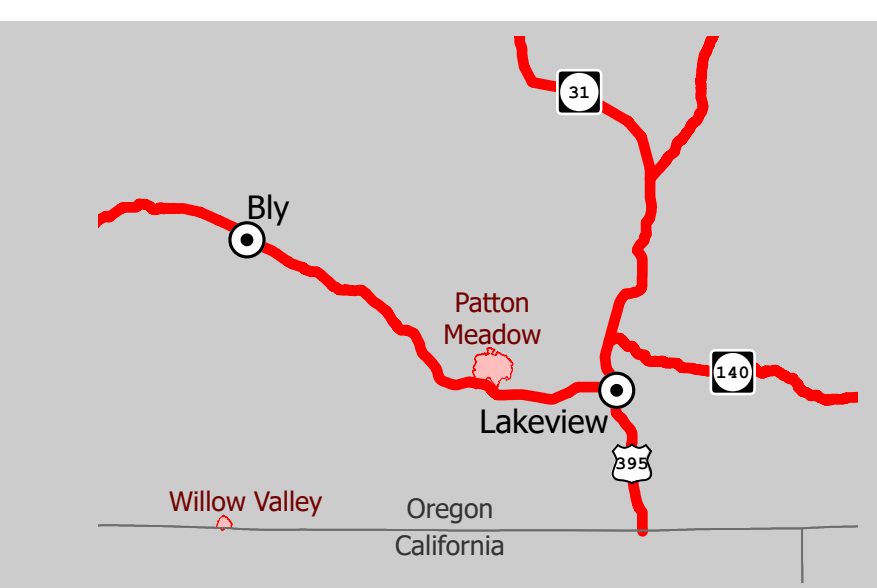 31
Bly
Patton
Meadow
140
Lakeview
395
Willow Valley
Oregon
California